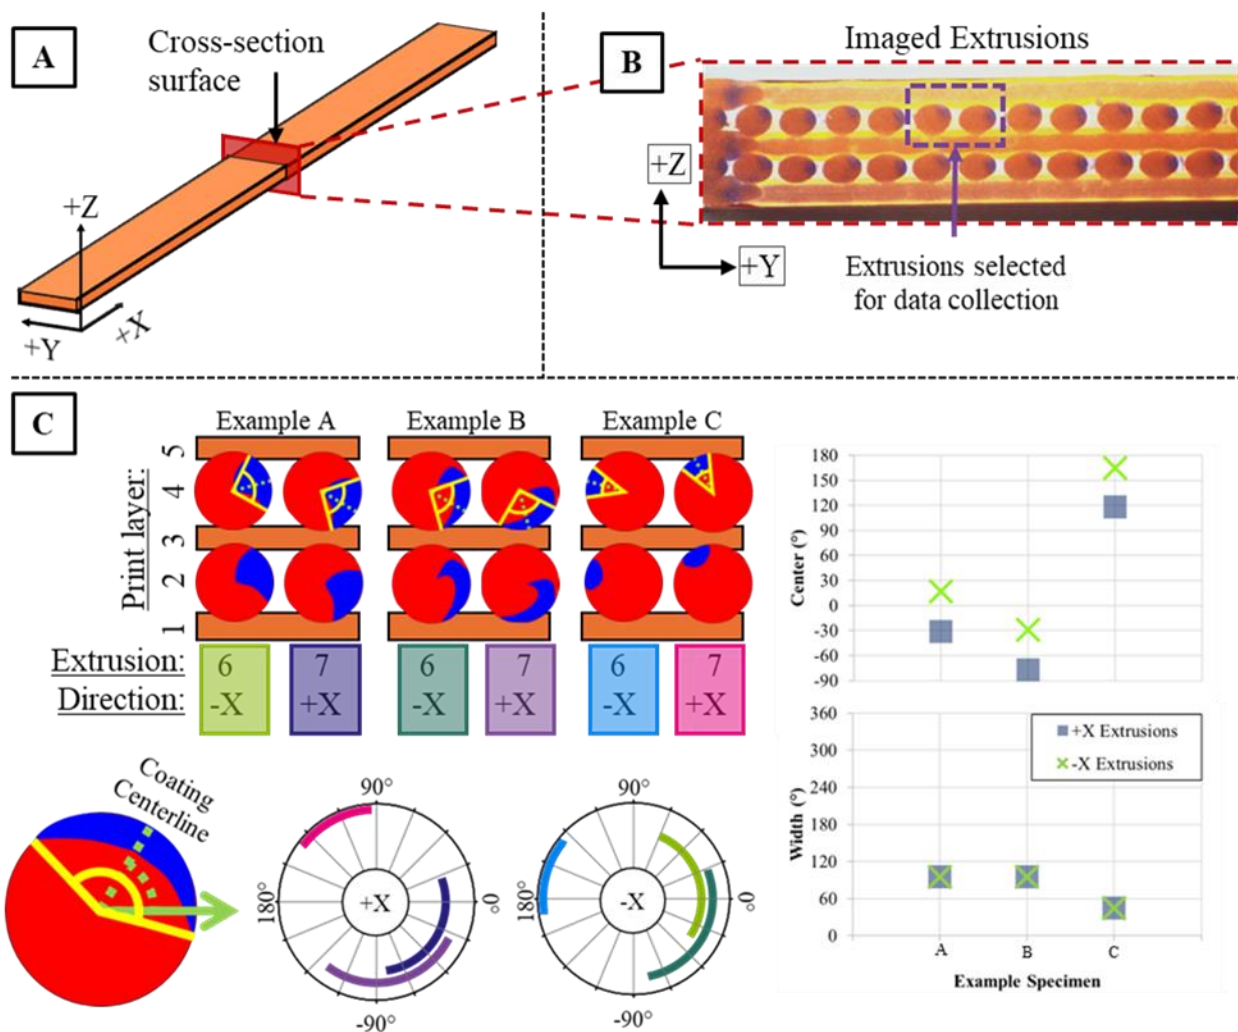 A
Cross-section
surface
+Z
+X
+Y
B
Imaged Extrusions
+Z
+Y
Extrusions selected
for data collection
C
Example A
Example B
Example C
Print layer:
5
4
3
2
1
Extrusion:
6
7
6
7
6
7
Direction:
-X
+X
-X
+X
-X
+X
Coating
Centerline
90°
180°
+X
0°
-90°
90°
180°
-X
0°
-90°
Center (°)
180
150
120
90
60
30
0
-30
-60
-90
Width (°)
360
300
240
180
120
60
0
+X Extrusions
-X Extrusions
A
B
C
Example Specimen